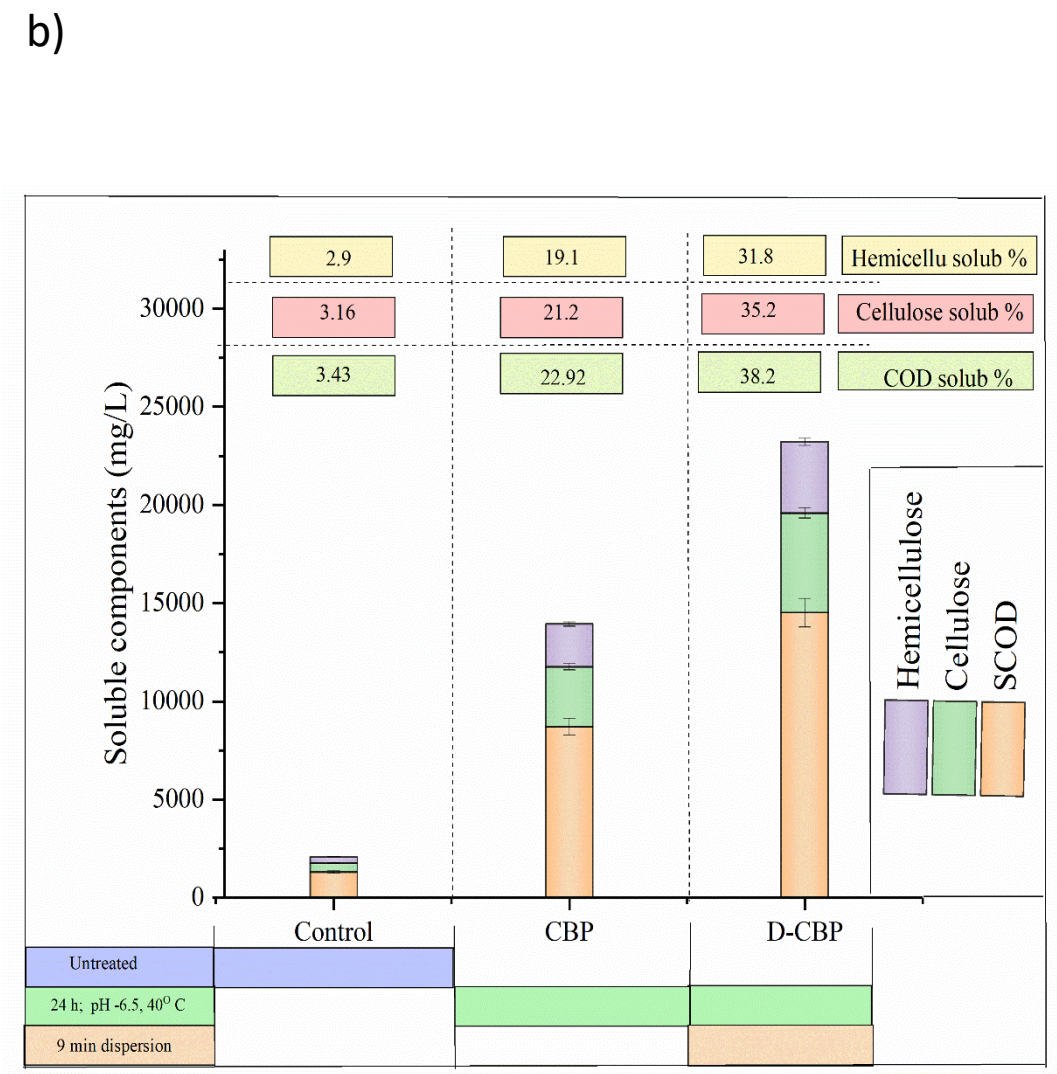 b)
2.9 19.1 31.8 Hemicellu solub %
3.16 21.2 35.2 Cellulose solub %
3.43 22.92 38.2 COD solub %
Soluble components (mg/L)
30000
25000
20000
15000
10000
5000
0
Hemicellulose
Cellulose
SCOD
Control CBP D-CBP
Untreated
24 h; pH -6.5, 40⁰ C
9 min dispersion